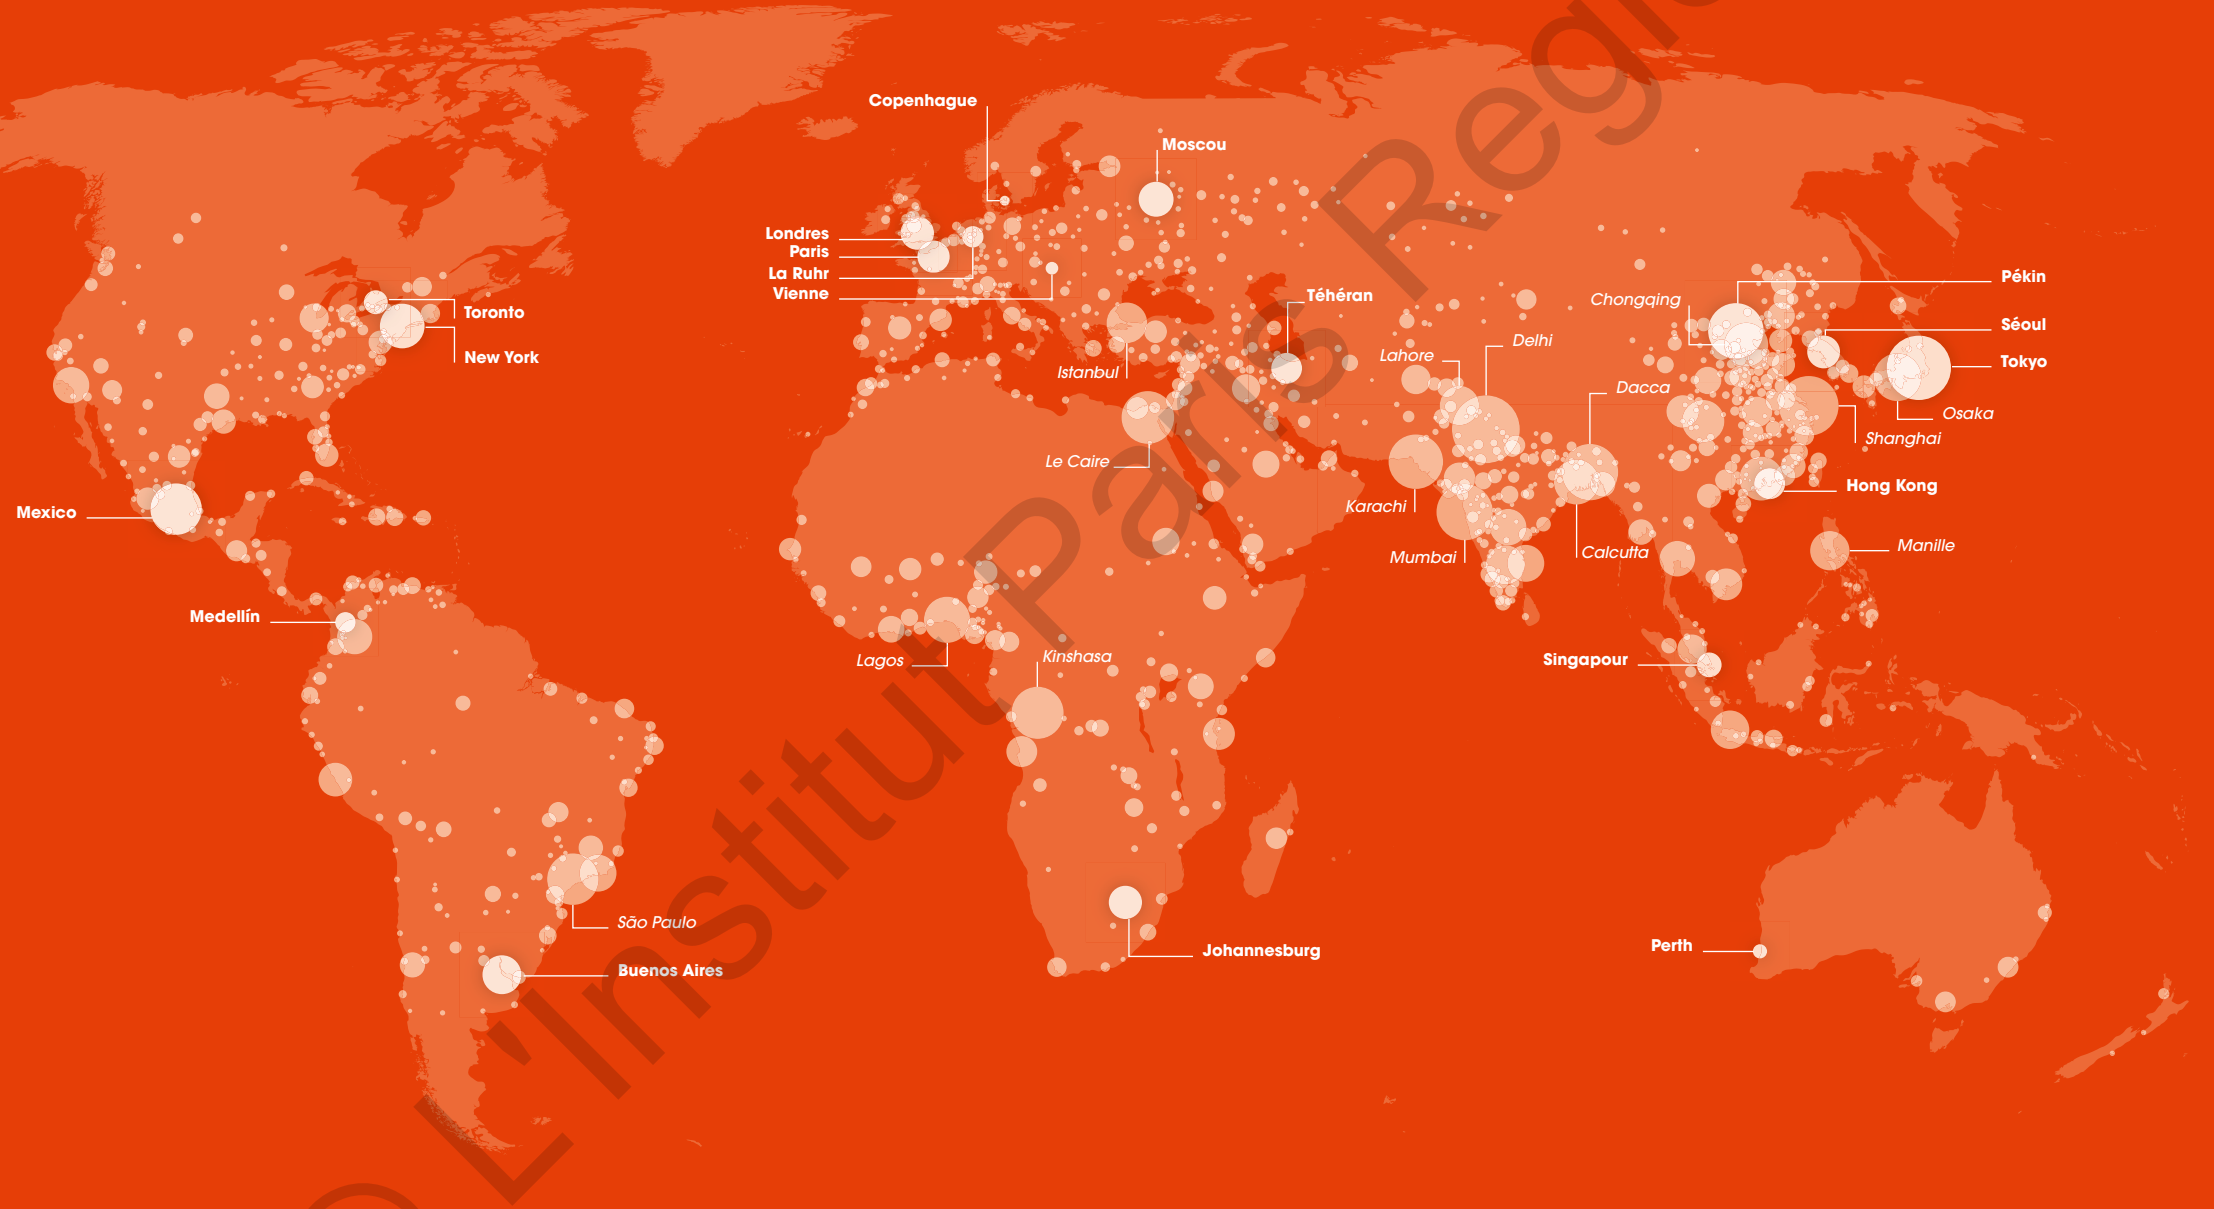 Copenhague
Moscou
Londres
Paris
La Ruhr
Vienne
Téhéran
Toronto
New York
Istanbul
Le Caire
Lahore
Delhi
Dacca
Chongqing
Pékin
Séoul
Tokyo
Osaka
Shanghai
Hong Kong
Karachi
Mumbai
Calcutta
Manille
Mexico
Medellín
Lagos
Kinshasa
Singapour
São Paulo
Buenos Aires
Johannesburg
Perth
© L'Institut Paris Regio